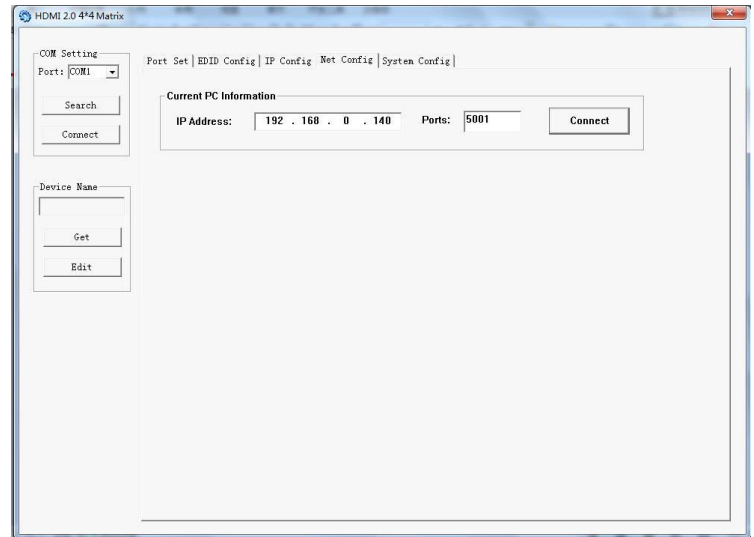 HDMI 2.0 4*4 Matrix
COM Setting
Port: COM1
Search
Connect
Device Name
Get
Edit
Port Set EDID Config IP Config Net Config System Config
Current PC Information
IP Address: 192 . 168 . 0 . 140 Ports: 5001 Connect